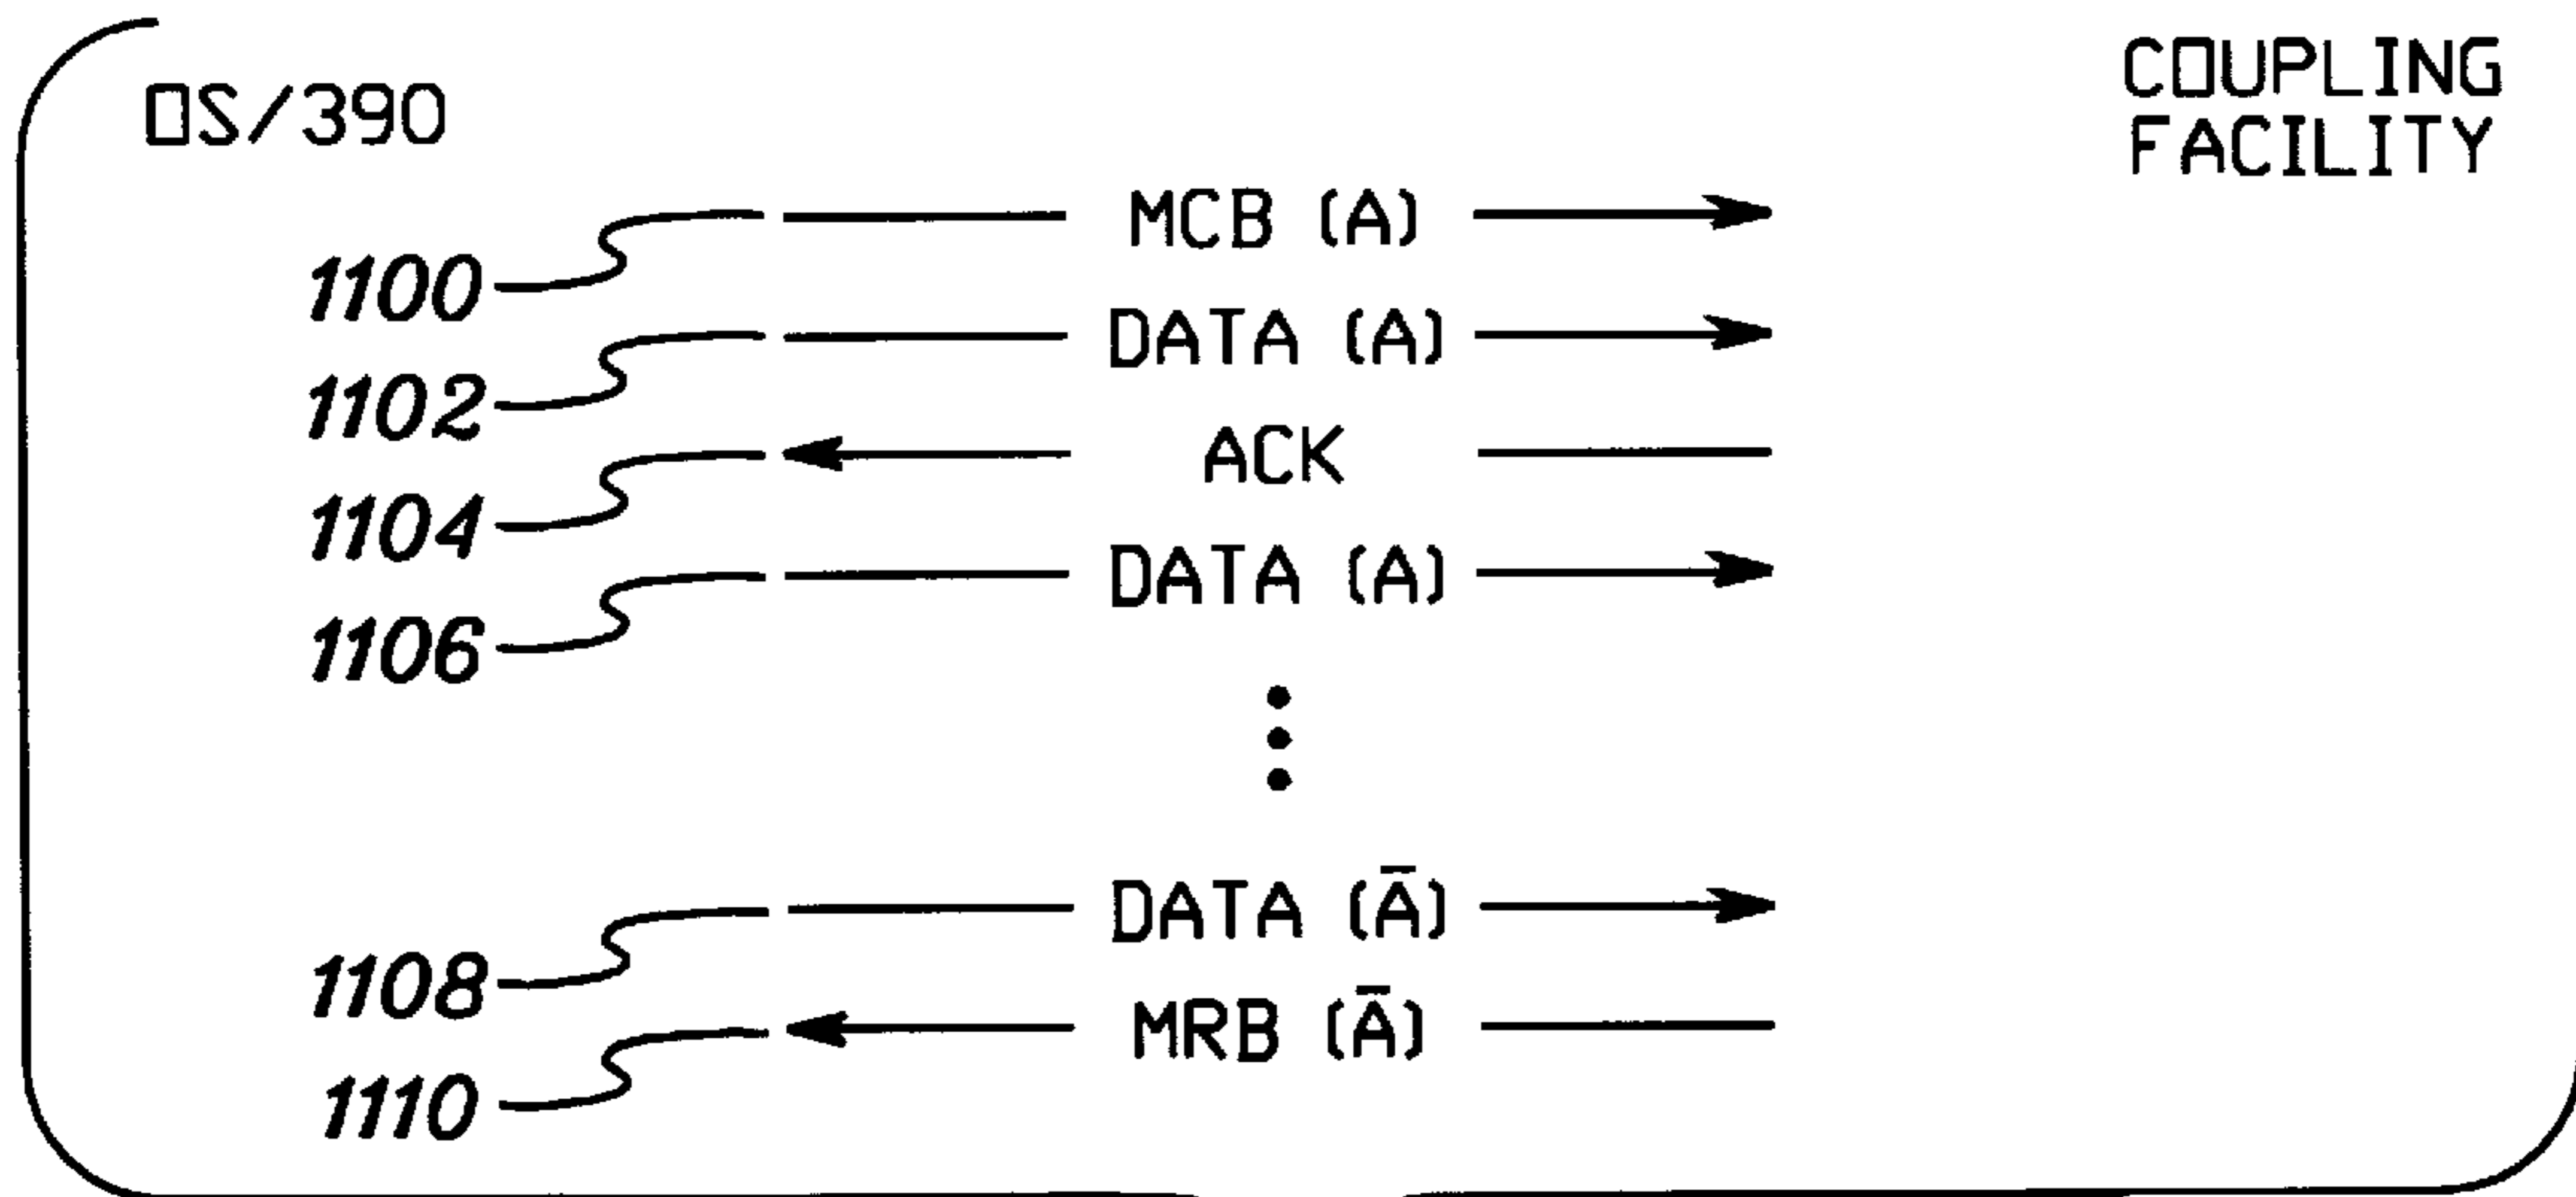 OS/390
COUPLING
FACILITY
MCB (A)
1100
DATA (A)
1102
ACK
1104
DATA (A)
1106
DATA (Ā)
1108
MRB (Ā)
1110